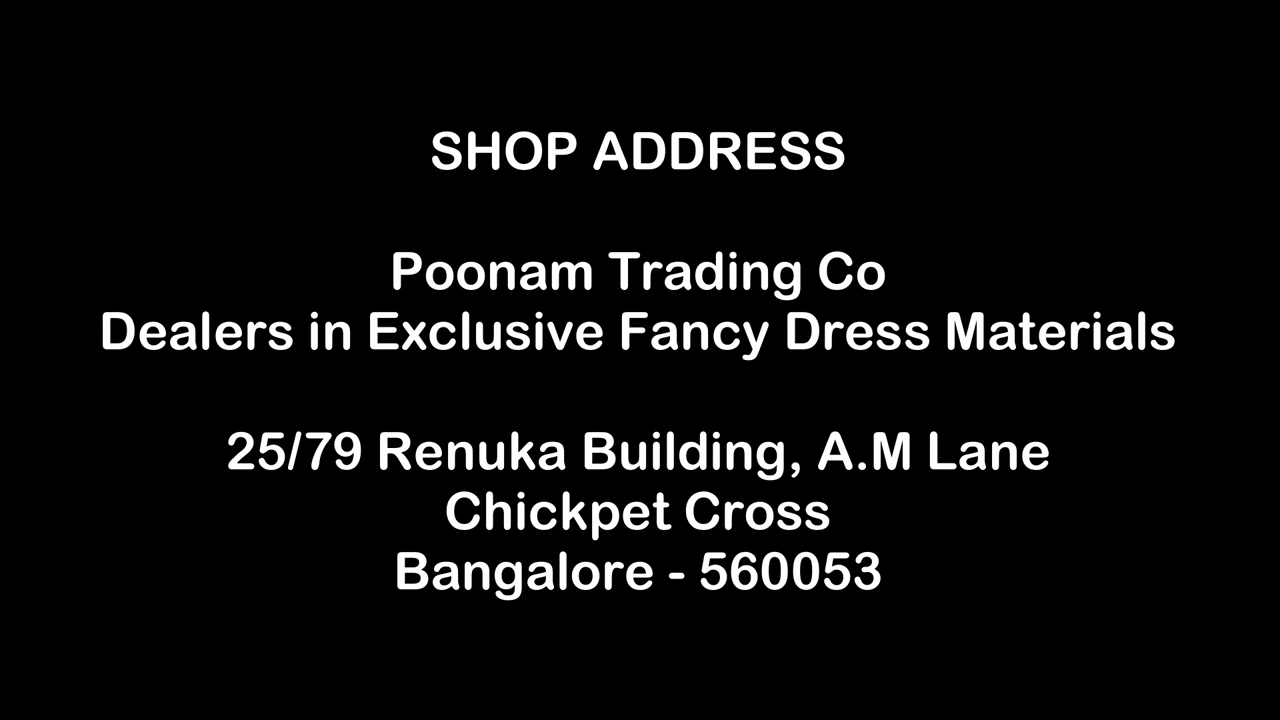 SHOP ADDRESS
Poonam Trading Co
Dealers in Exclusive Fancy Dress Materials
25/79 Renuka Building, A.M Lane
Chickpet Cross
Bangalore - 560053